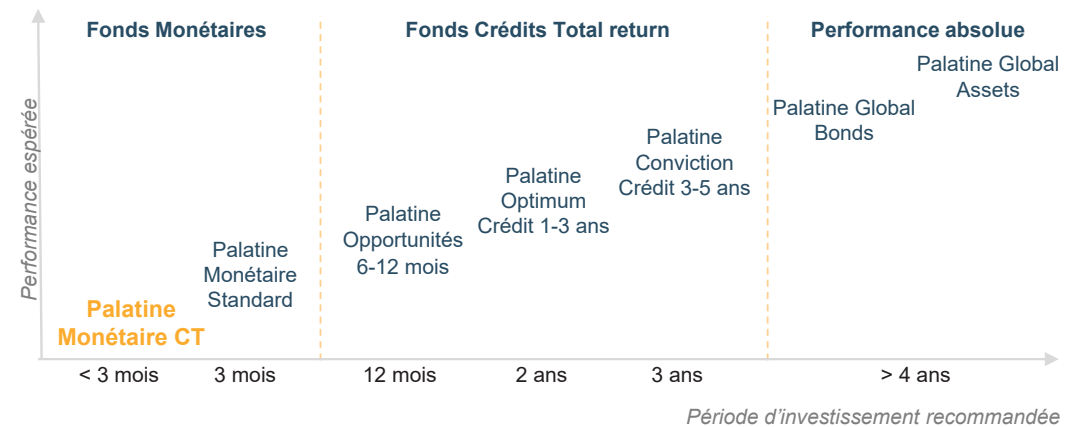 Fonds Monétaires
Fonds Crédits Total return
Performance absolue
Performance espérée
Palatine
Monétaire CT
Palatine
Monétaire
Standard
Palatine
Opportunités
6-12 mois
Palatine
Optimum
Crédit 1-3 ans
Palatine
Conviction
Crédit 3-5 ans
Palatine Global
Bonds
Palatine Global
Assets
< 3 mois
3 mois
12 mois
2 ans
3 ans
> 4 ans
Période d’investissement recommandée